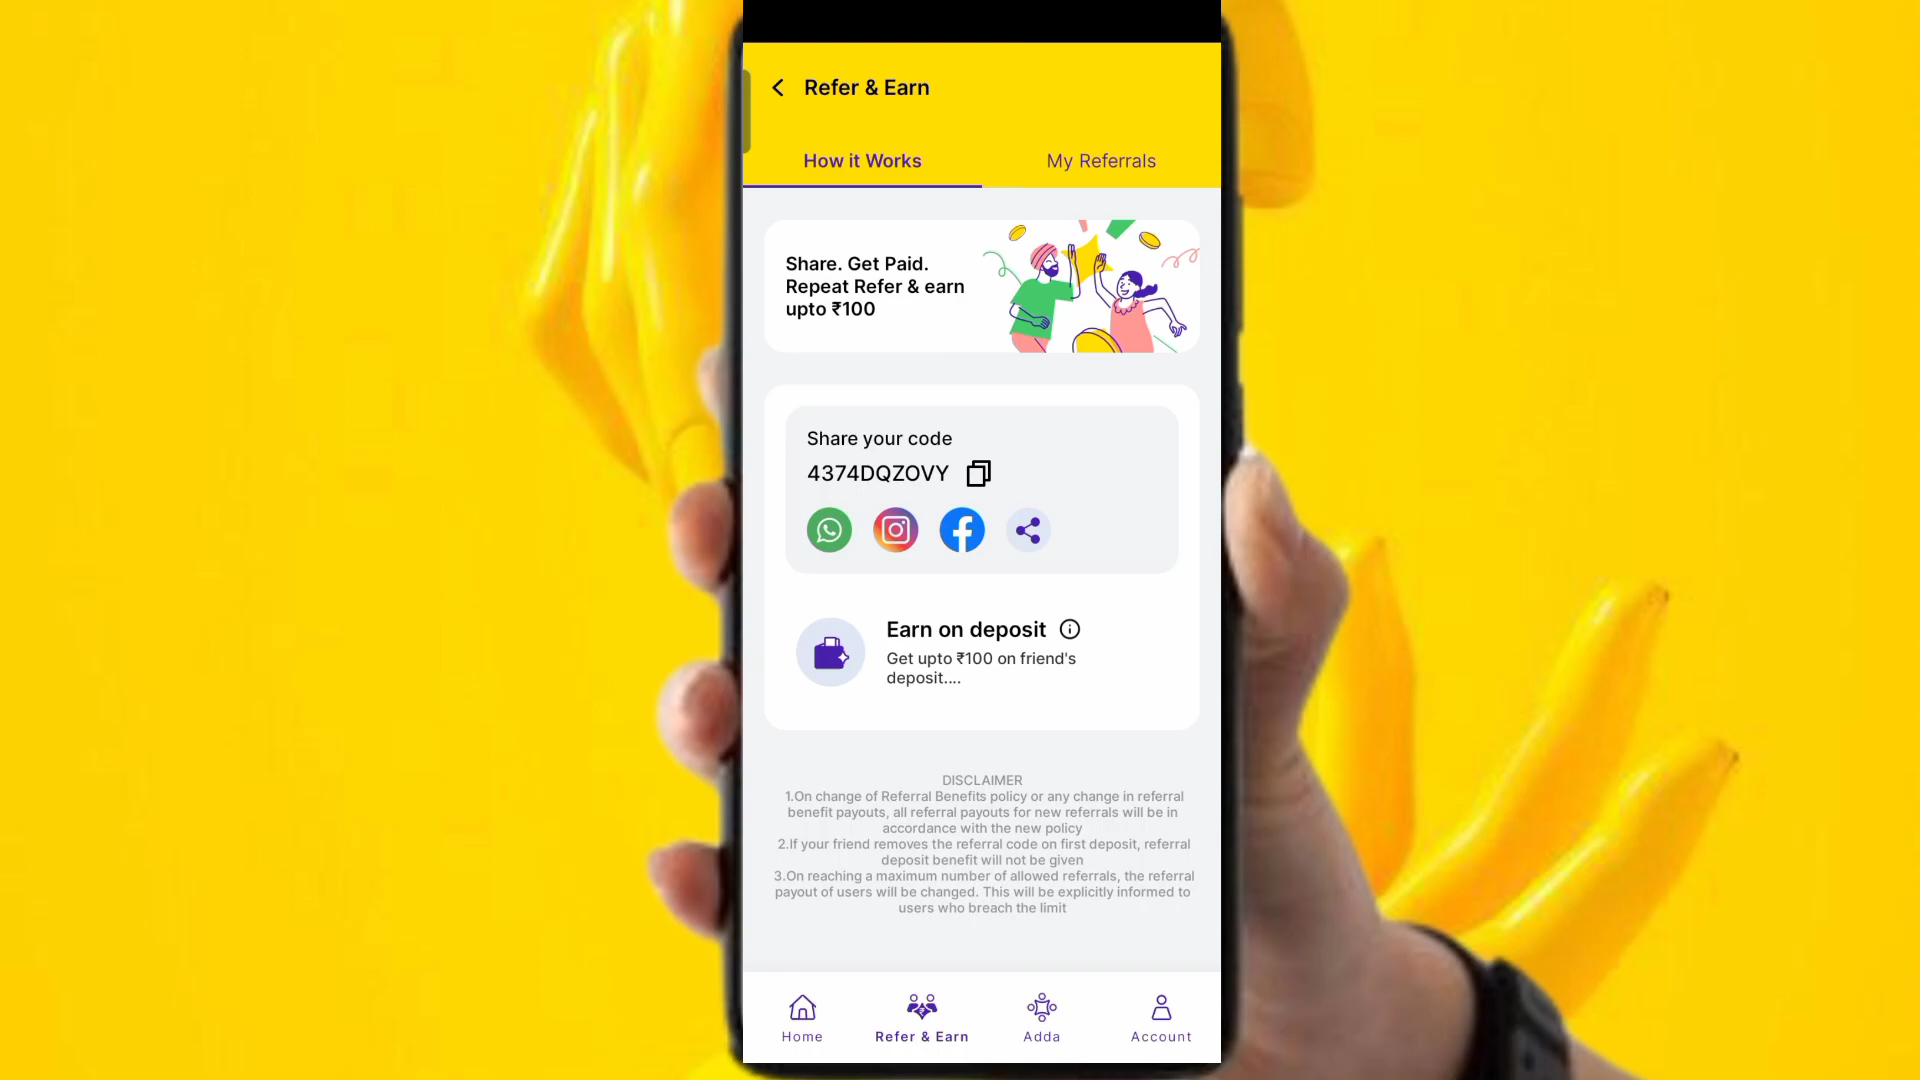 Refer & Earn
How it Works
My Referrals
Share. Get Paid.
Repeat Refer & earn
upto ₹100
Share your code
4374DQZOVY
Earn on deposit
Get upto ₹100 on friend's
deposit....
DISCLAIMER
1.On change of Referral Benefits policy or any change in referral
benefit payouts, all referral payouts for new referrals will be in
accordance with the new policy
2.If your friend removes the referral code on first deposit, referral
deposit benefit will not be given
3.On reaching a maximum number of allowed referrals, the referral
payout of users will be changed. This will be explicitly informed to
users who breach the limit
Home
Refer & Earn
Adda
Account